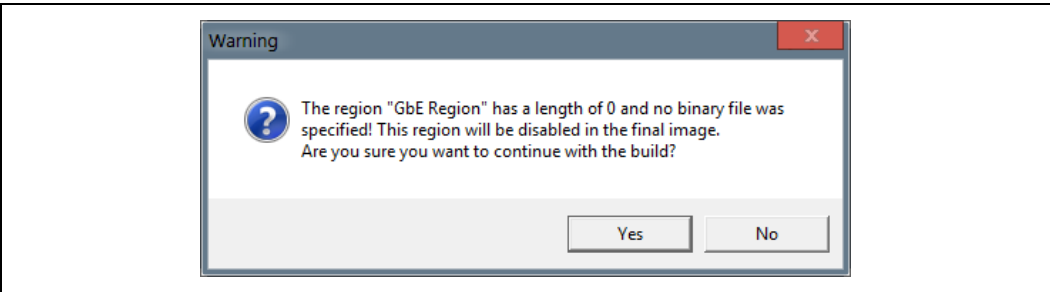 Warning
x
The region "GbE Region" has a length of 0 and no binary file was
specified! This region will be disabled in the final image.
Are you sure you want to continue with the build?
Yes
No